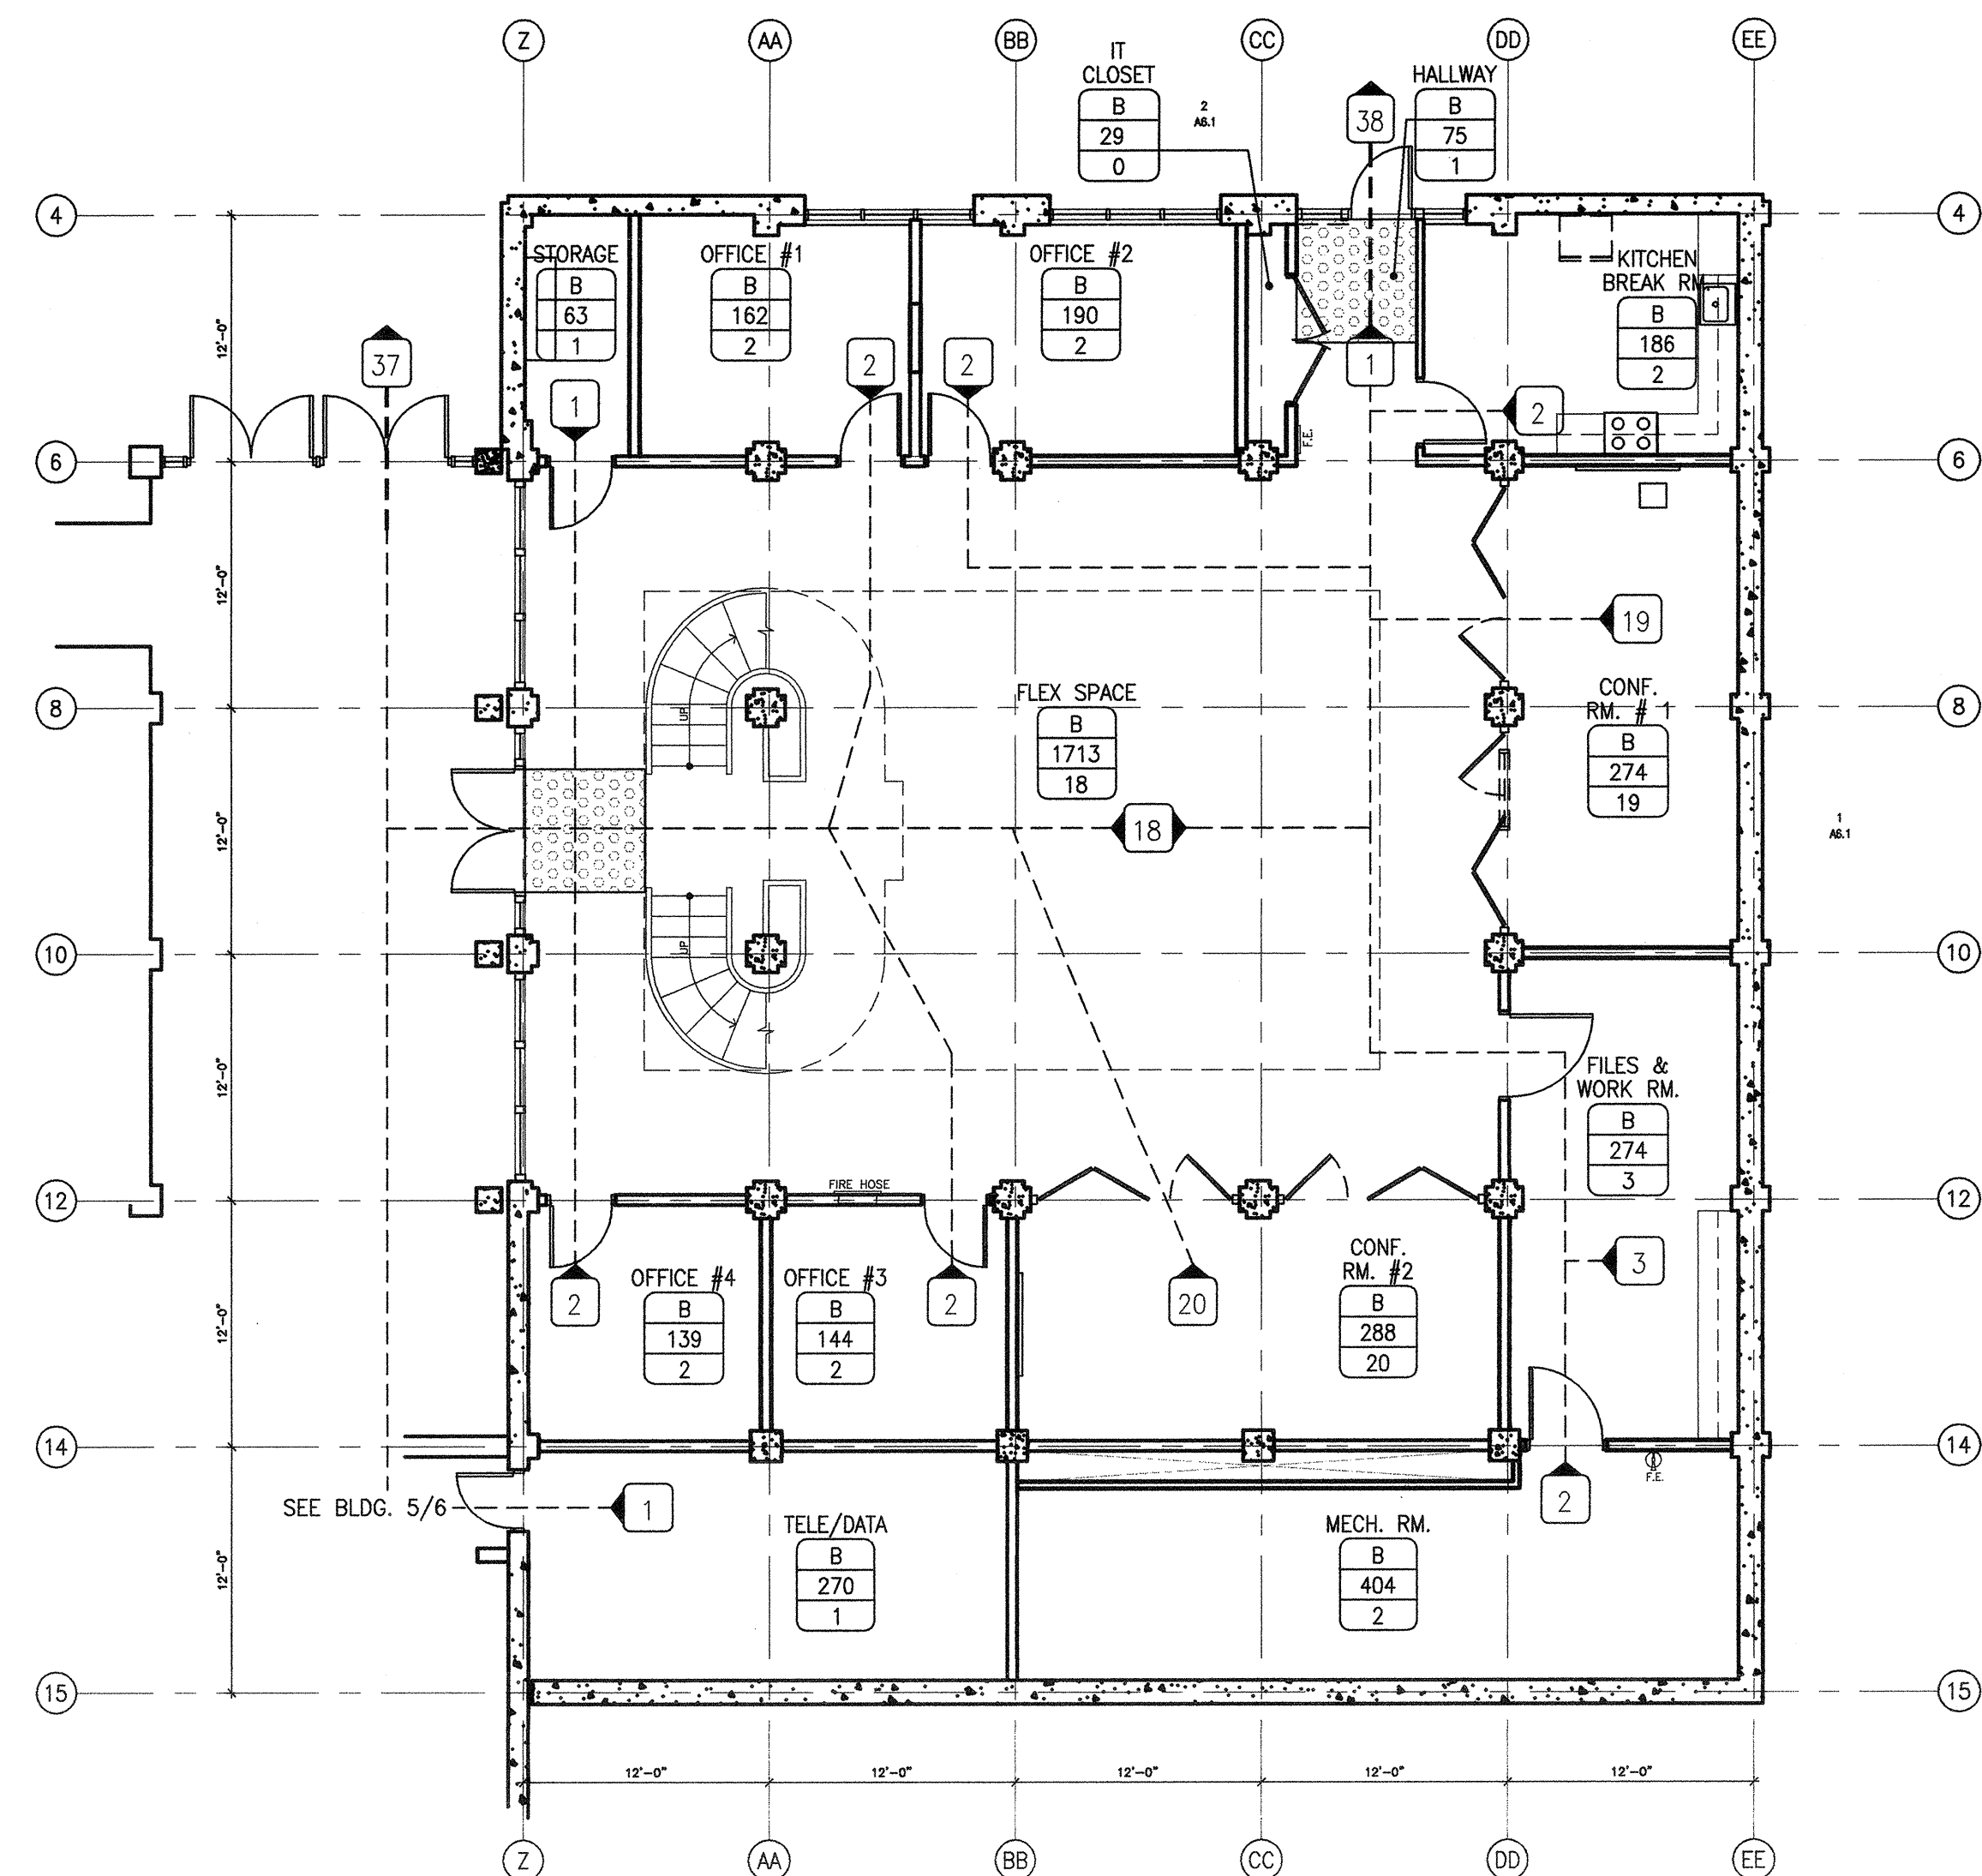 Z
AA
BB
CC
DD
EE
IT
CLOSET
B
29
0
2
A6.1
38
HALLWAY
B
75
1
4
4
STORAGE
B
63
1
OFFICE #1
B
162
2
OFFICE #2
B
190
2
KITCHEN
BREAK RM
B
186
2
12'-0"
37
1
2
2
1
2
F.E.
6
6
12'-0"
19
8
8
UP
FLEX SPACE
B
1713
18
CONF.
RM. # 1
B
274
19
12'-0"
18
1
A6.1
10
10
UP
12'-0"
FILES &
WORK RM.
B
274
3
FIRE HOSE
12
12
12'-0"
OFFICE #4
B
139
2
OFFICE #3
B
144
2
CONF.
RM. #2
B
288
20
2
2
20
3
14
14
F.E.
SEE BLDG. 5/6
1
2
TELE/DATA
B
270
1
MECH. RM.
B
404
2
12'-0"
15
15
12'-0"
12'-0"
12'-0"
12'-0"
12'-0"
Z
AA
BB
CC
DD
EE